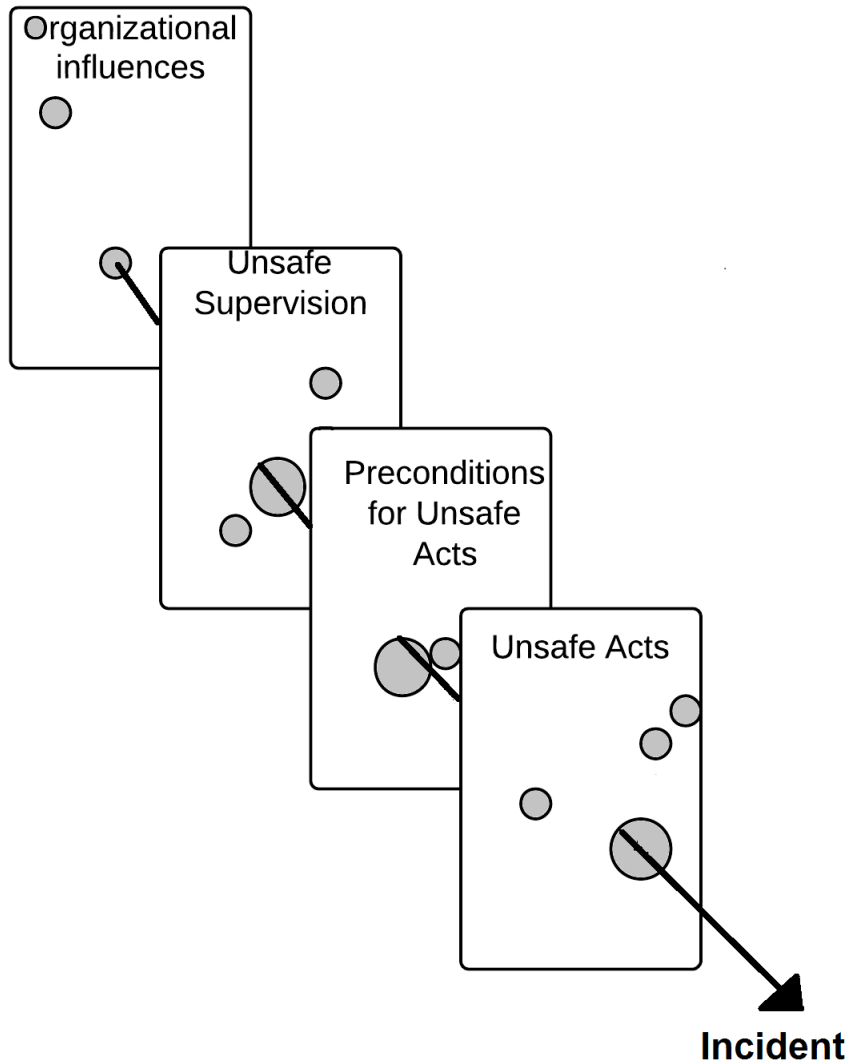 Organizational
influences
Unsafe
Supervision
Preconditions
for Unsafe
Acts
Unsafe Acts
Incident